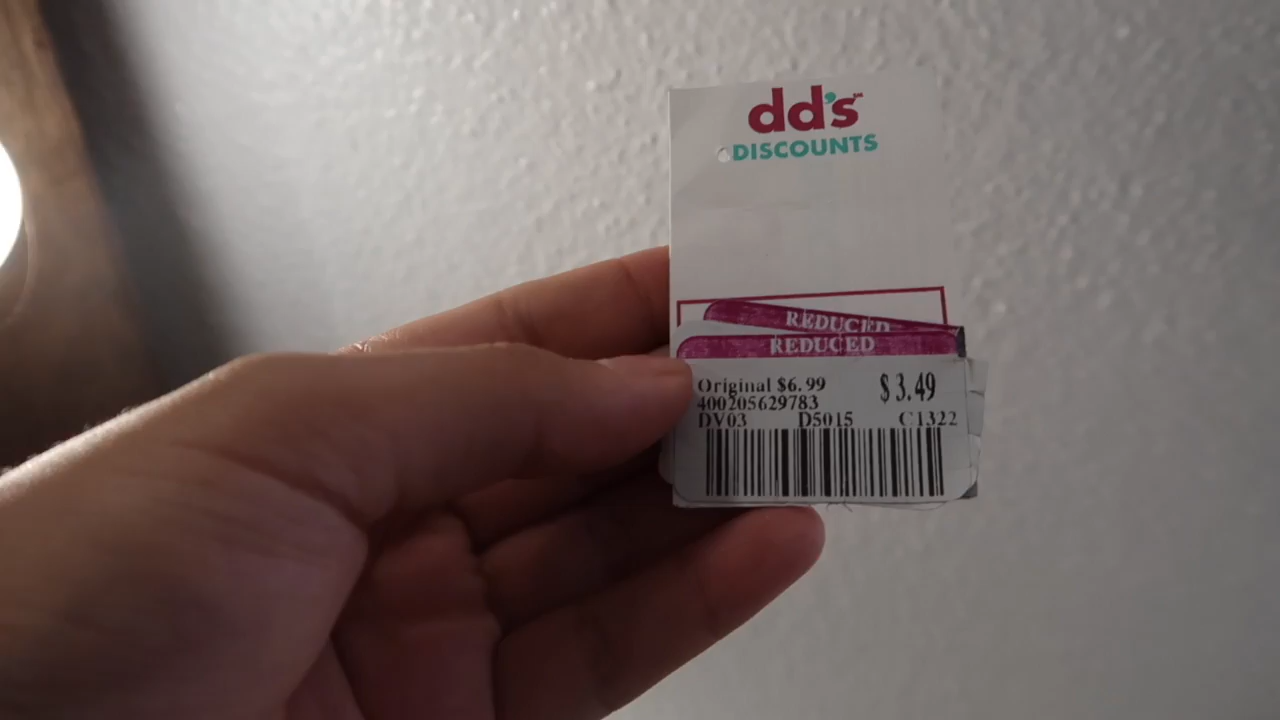 dd's
DISCOUNTS
REDUCED
REDUCED
Original $6.99 $3.49
400205629783
DV03 D5015 C1322